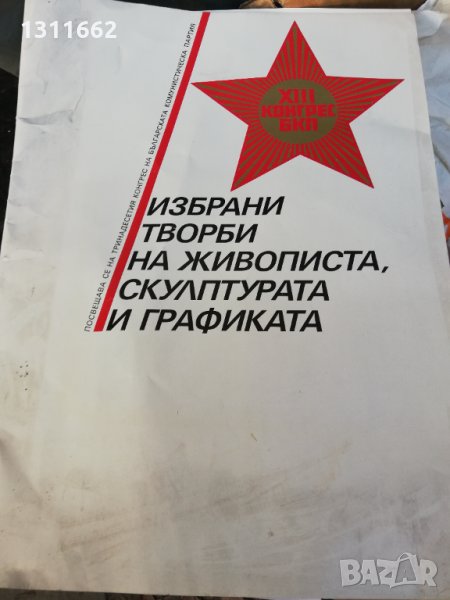 1311662
XIII
КОНГРЕС
БКП
ПОСВЕЩАВА СЕ НА ТРИНАДЕСЕТИЯ КОНГРЕС НА БЪЛГАРСКАТА КОМУНИСТИЧЕСКА ПАРТИЯ
ИЗБРАНИ
ТВОРБИ
НА ЖИВОПИСТА,
СКУЛПТУРАТА
И ГРАФИКАТА
BAZAR